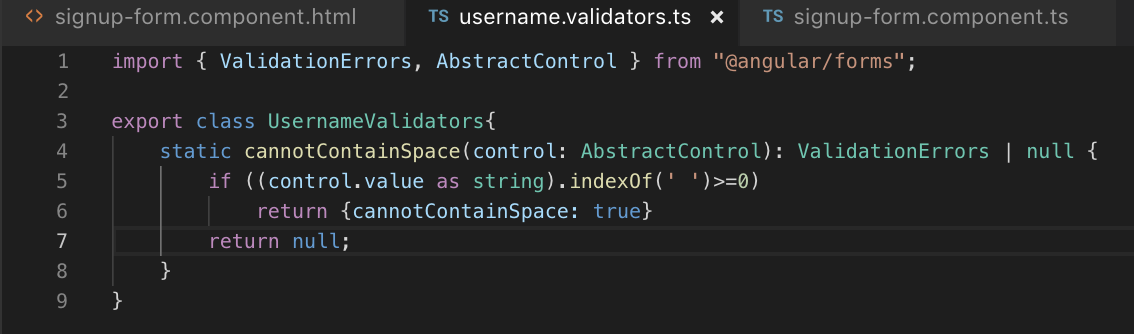 <> signup-form.component.html TS username.validators.ts × TS signup-form.component.ts
1 import { ValidationErrors, AbstractControl } from "@angular/forms";
2
3 export class UsernameValidators{
4 static cannotContainSpace(control: AbstractControl): ValidationErrors | null {
5 if ((control.value as string).indexOf(' ')>=0)
6 return {cannotContainSpace: true}
7 return null;
8 }
9 }